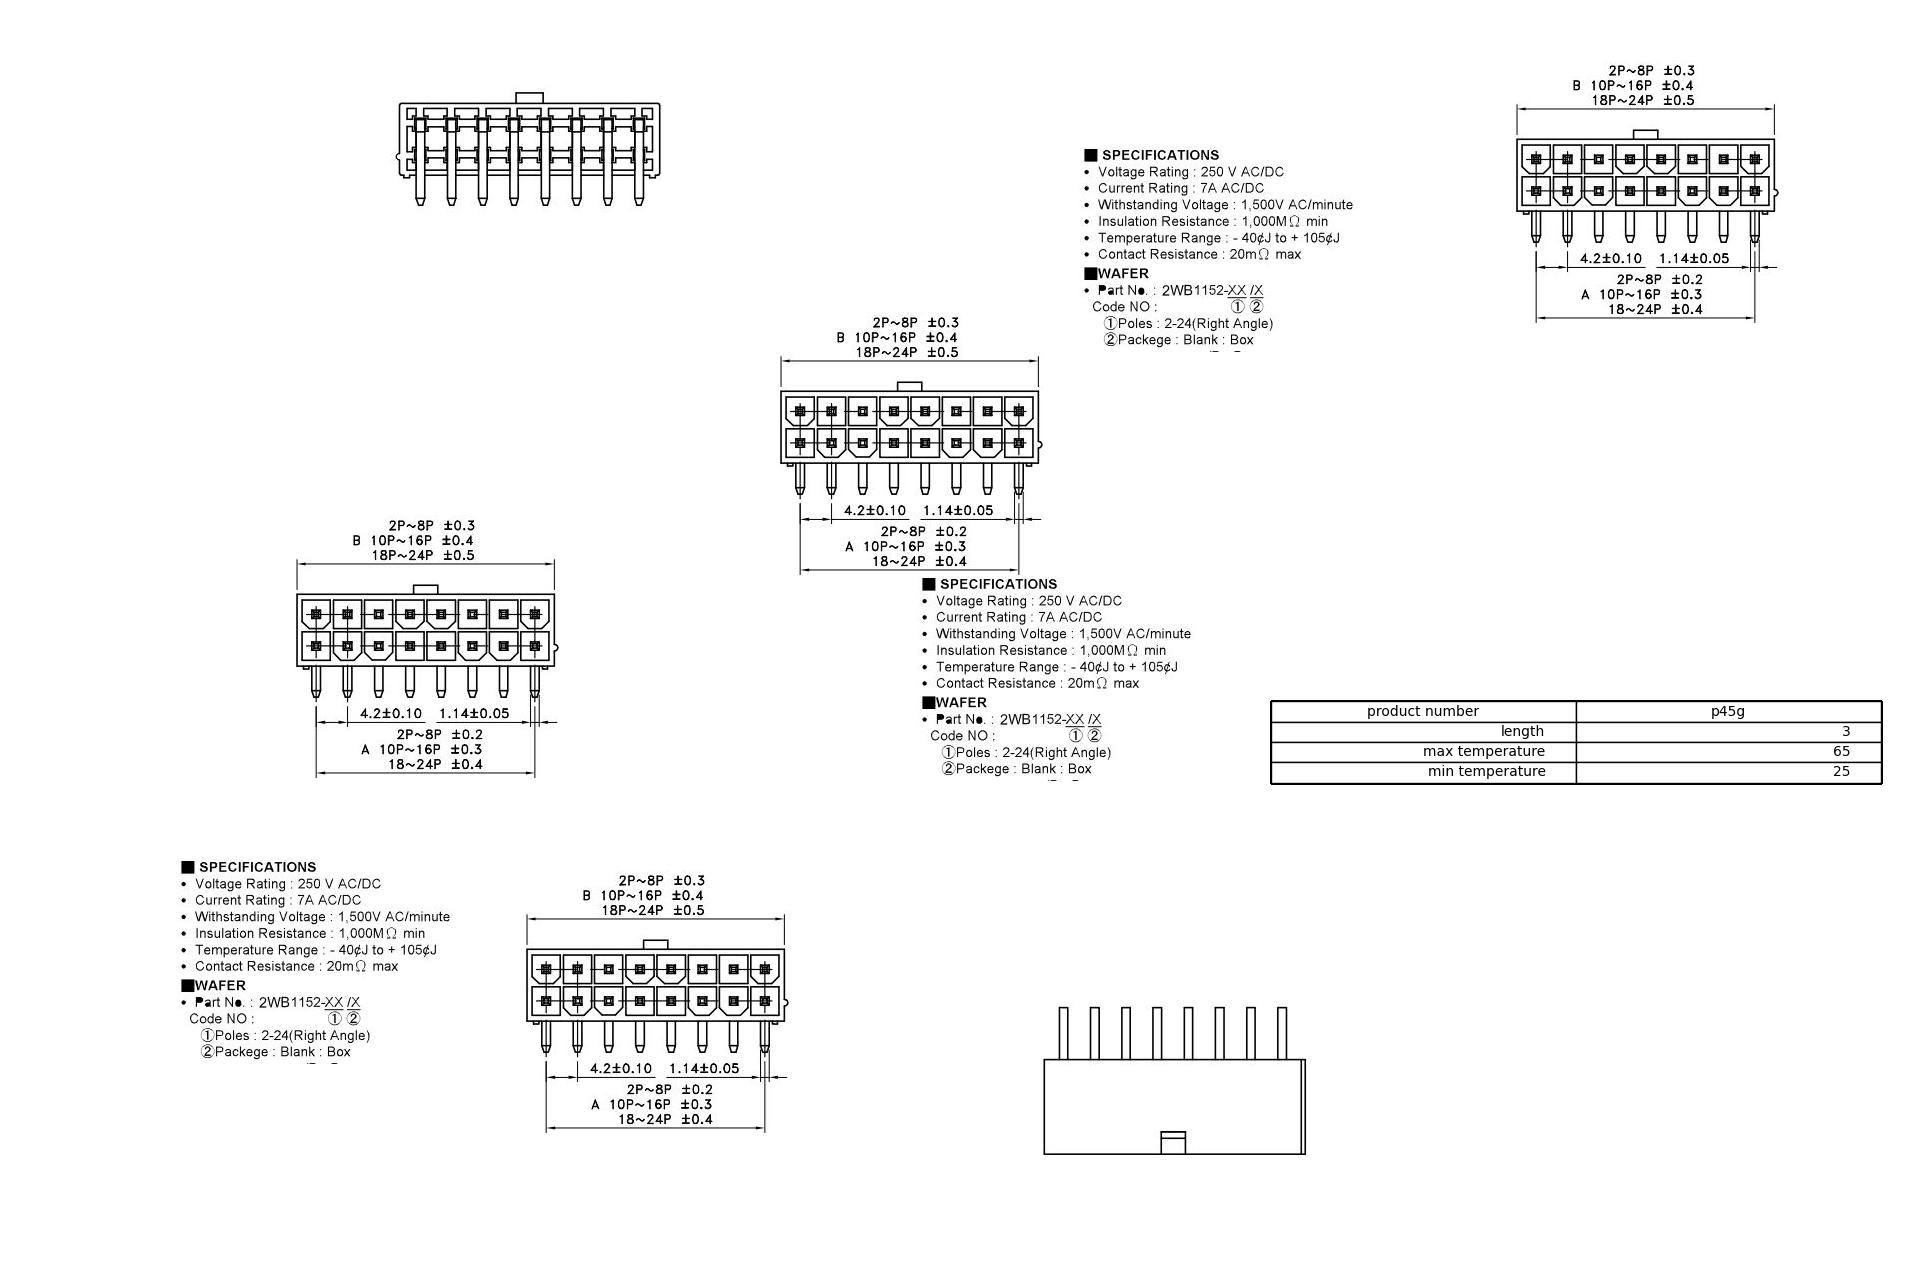 2P~8P ±0.3
B 10P~16P ±0.4
18P~24P ±0.5
4.2±0.10 1.14±0.05
2P~8P ±0.2
A 10P~16P ±0.3
18~24P ±0.4
■ SPECIFICATIONS
• Voltage Rating : 250 V AC/DC
• Current Rating : 7A AC/DC
• Withstanding Voltage : 1,500V AC/minute
• Insulation Resistance : 1,000MΩ min
• Temperature Range : - 40¢J to + 105¢J
• Contact Resistance : 20mΩ max
■WAFER
• Part No. : 2WB1152-XX /X
Code NO : ① ②
①Poles : 2-24(Right Angle)
②Packege : Blank : Box
2P~8P ±0.3
B 10P~16P ±0.4
18P~24P ±0.5
4.2±0.10 1.14±0.05
2P~8P ±0.2
A 10P~16P ±0.3
18~24P ±0.4
2P~8P ±0.3
B 10P~16P ±0.4
18P~24P ±0.5
4.2±0.10 1.14±0.05
2P~8P ±0.2
A 10P~16P ±0.3
18~24P ±0.4
■ SPECIFICATIONS
• Voltage Rating : 250 V AC/DC
• Current Rating : 7A AC/DC
• Withstanding Voltage : 1,500V AC/minute
• Insulation Resistance : 1,000MΩ min
• Temperature Range : - 40¢J to + 105¢J
• Contact Resistance : 20mΩ max
■WAFER
• Part No. : 2WB1152-XX /X
Code NO : ① ②
①Poles : 2-24(Right Angle)
②Packege : Blank : Box
product number p45g
length 3
max temperature 65
min temperature 25
■ SPECIFICATIONS
• Voltage Rating : 250 V AC/DC
• Current Rating : 7A AC/DC
• Withstanding Voltage : 1,500V AC/minute
• Insulation Resistance : 1,000MΩ min
• Temperature Range : - 40¢J to + 105¢J
• Contact Resistance : 20mΩ max
■WAFER
• Part No. : 2WB1152-XX /X
Code NO : ① ②
①Poles : 2-24(Right Angle)
②Packege : Blank : Box
2P~8P ±0.3
B 10P~16P ±0.4
18P~24P ±0.5
4.2±0.10 1.14±0.05
2P~8P ±0.2
A 10P~16P ±0.3
18~24P ±0.4